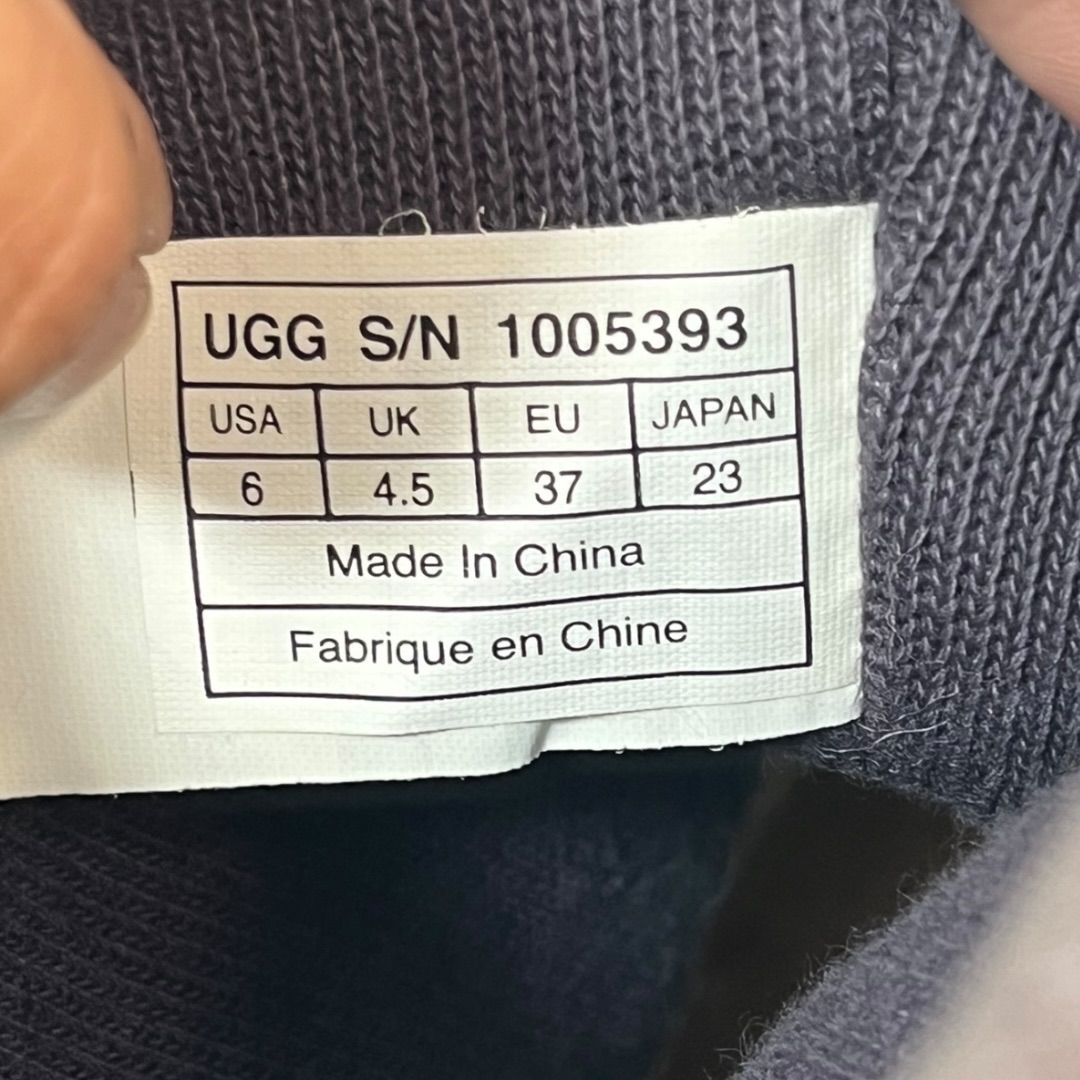 UGG S/N 1005393
USA UK EU JAPAN
6 4.5 37 23
Made In China
Fabrique en Chine